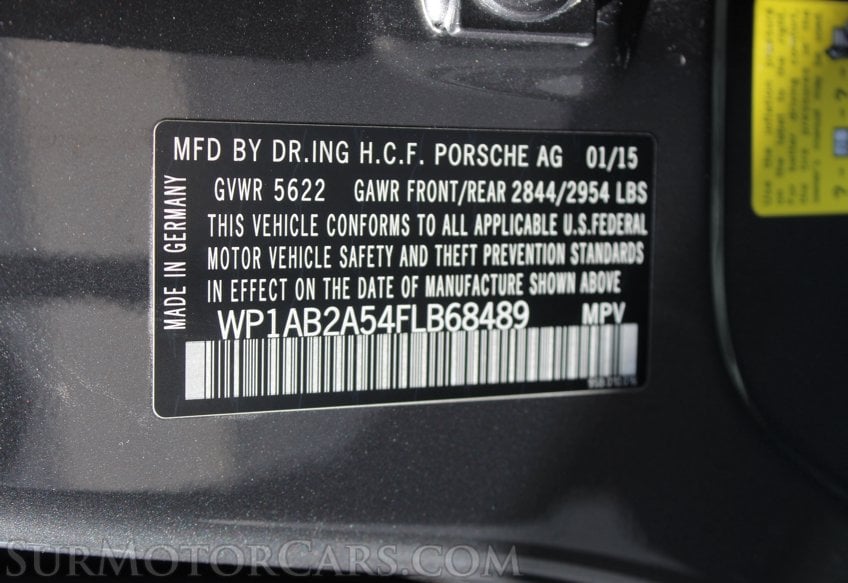 MFD BY DR.ING H.C.F. PORSCHE AG 01/15
GVWR 5622 GAWR FRONT/REAR 2844/2954 LBS
THIS VEHICLE CONFORMS TO ALL APPLICABLE U.S.FEDERAL
MOTOR VEHICLE SAFETY AND THEFT PREVENTION STANDARDS
IN EFFECT ON THE DATE OF MANUFACTURE SHOWN ABOVE
WP1AB2A54FLB68489 MPV
MADE IN GERMANY
SurMotorCars.com